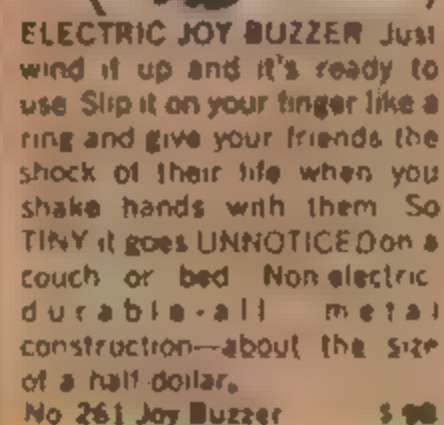 ELECTRIC JOY BUZZER Just
wind it up and it's ready to
use Slip it on your finger like a
ring and give your friends the
shock of their life when you
shake hands with them So
TINY it goes UNNOTICED on a
couch or bed Non electric
durable-all metal
construction—about the size
of a half dollar.
No 261 Joy Buzzer $